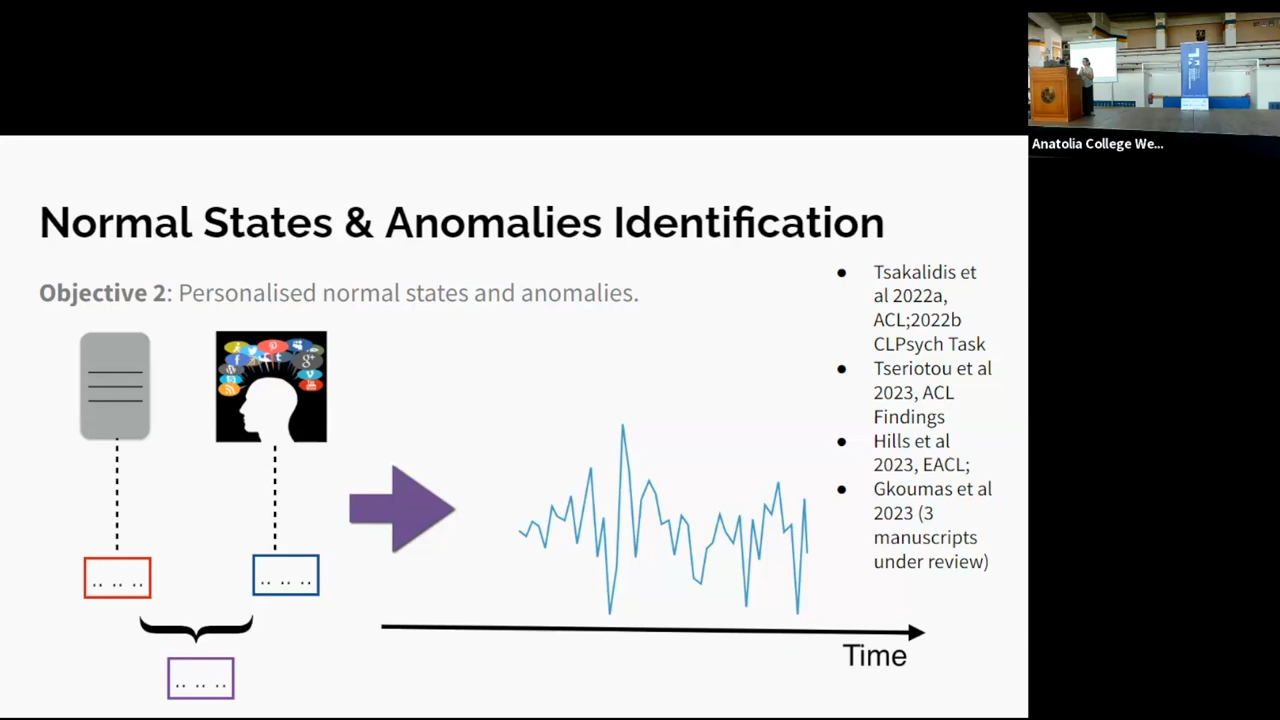 Anatolia College We...
Normal States & Anomalies Identification
Objective 2: Personalised normal states and anomalies.
● Tsakalidis et
al 2022a,
ACL;2022b
CLPsych Task
● Tseriotou et al
2023, ACL
Findings
● Hills et al
2023, EACL;
● Gkoumas et al
2023 (3
manuscripts
under review)
.. .. ..
.. .. ..
.. .. ..
Time